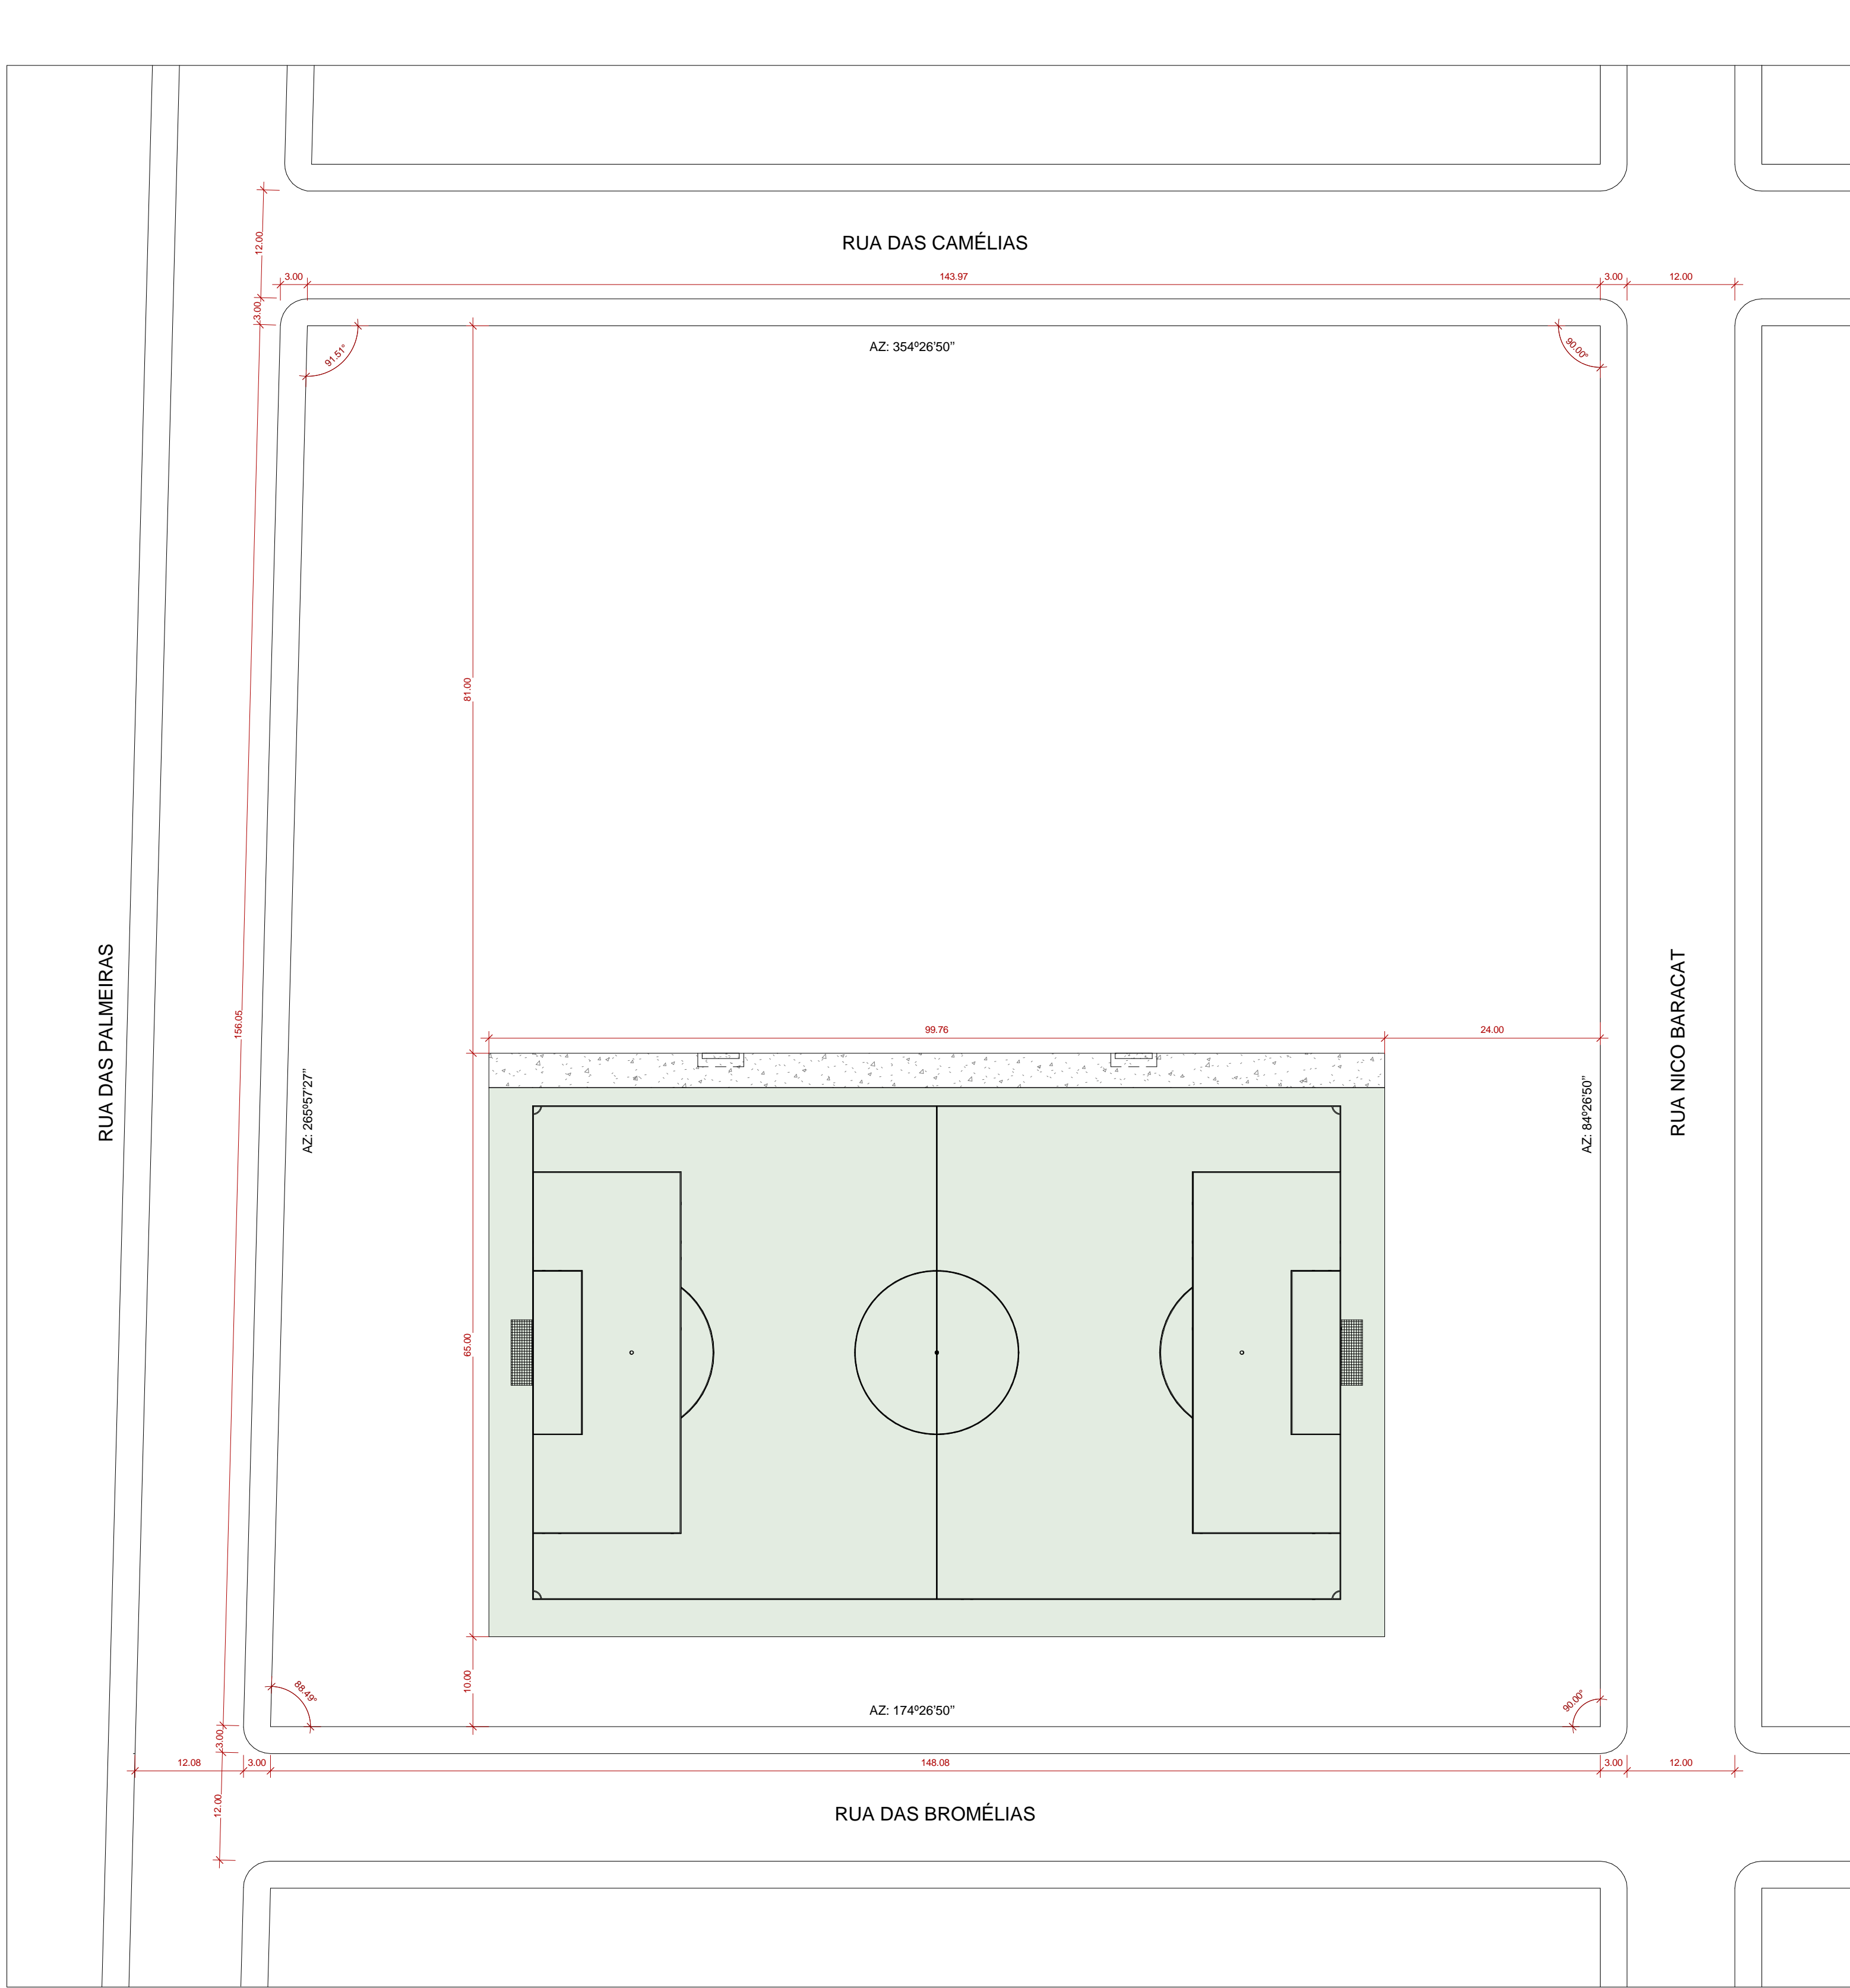 RUA DAS CAMÉLIAS
12.00
3.00
143.97
3.00
12.00
3.00
91.51°
AZ: 354º26'50"
90.00°
81.00
RUA DAS PALMEIRAS
156.05
AZ: 265º57'27"
99.76
24.00
AZ: 84º26'50"
RUA NICO BARACAT
65.00
10.00
88.49°
AZ: 174º26'50"
90.00°
3.00
12.08
3.00
148.08
3.00
12.00
12.00
RUA DAS BROMÉLIAS